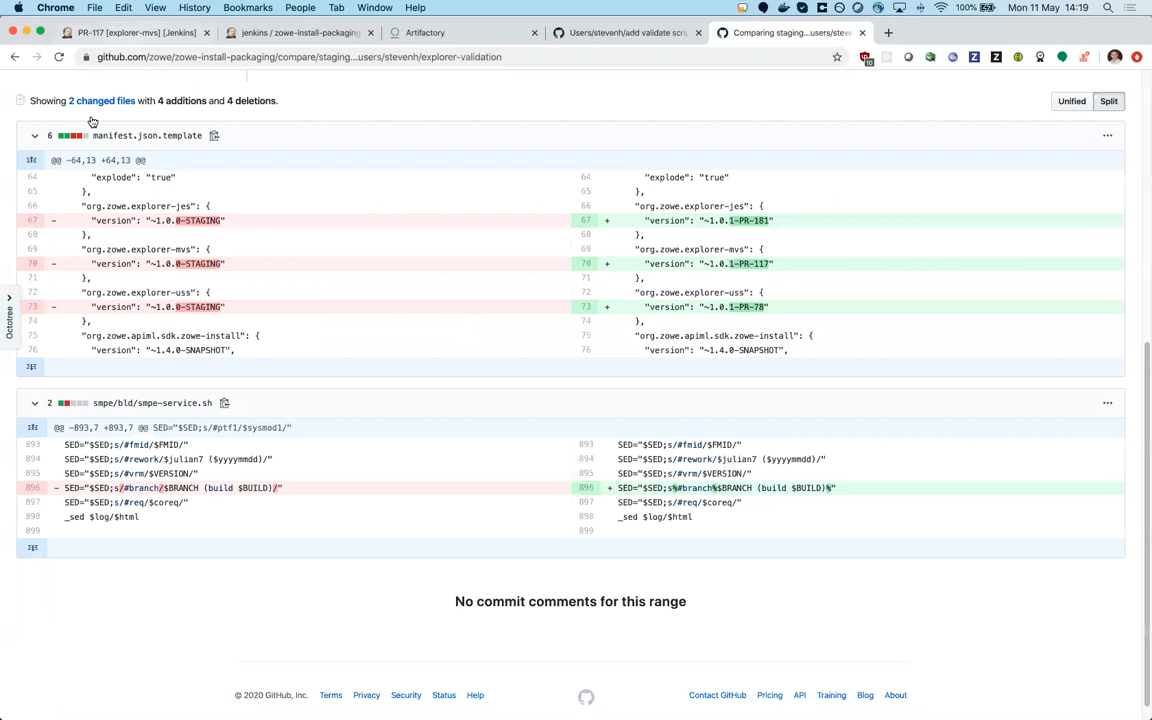 Chrome File Edit View History Bookmarks People Tab Window Help 100% Mon 11 May 14:19
PR-117 [explorer-mvs] [Jenkins] jenkins / zowe-install-packaging Artifactory Users/stevenh/add validate scri Comparing staging...users/steve
github.com/zowe/zowe-install-packaging/compare/staging...users/stevenh/explorer-validation
Showing 2 changed files with 4 additions and 4 deletions.
Unified Split
6 manifest.json.template
@@ -64,13 +64,13 @@
64 "explode": "true" 64 "explode": "true"
65 }, 65 },
66 "org.zowe.explorer-jes": { 66 "org.zowe.explorer-jes": {
67 - "version": "~1.0.0-STAGING" 67 + "version": "~1.0.1-PR-181"
68 }, 68 },
69 "org.zowe.explorer-mvs": { 69 "org.zowe.explorer-mvs": {
70 - "version": "~1.0.0-STAGING" 70 + "version": "~1.0.1-PR-117"
71 }, 71 },
72 "org.zowe.explorer-uss": { 72 "org.zowe.explorer-uss": {
73 - "version": "~1.0.0-STAGING" 73 + "version": "~1.0.1-PR-78"
74 }, 74 },
75 "org.zowe.apiml.sdk.zowe-install": { 75 "org.zowe.apiml.sdk.zowe-install": {
76 "version": "~1.4.0-SNAPSHOT", 76 "version": "~1.4.0-SNAPSHOT",
Octotree
2 smpe/bld/smpe-service.sh
@@ -893,7 +893,7 @@ SED="$SED;s/#ptf1/$sysmod1/"
893 SED="$SED;s/#fmid/$FMID/" 893 SED="$SED;s/#fmid/$FMID/"
894 SED="$SED;s/#rework/$julian7 ($yyyymmdd)/" 894 SED="$SED;s/#rework/$julian7 ($yyyymmdd)/"
895 SED="$SED;s/#vrm/$VERSION/" 895 SED="$SED;s/#vrm/$VERSION/"
896 - SED="$SED;s/#branch/$BRANCH (build $BUILD)/" 896 + SED="$SED;s%#branch%$BRANCH (build $BUILD)%"
897 SED="$SED;s/#req/$coreq/" 897 SED="$SED;s/#req/$coreq/"
898 _sed $log/$html 898 _sed $log/$html
899 899
No commit comments for this range
© 2020 GitHub, Inc. Terms Privacy Security Status Help Contact GitHub Pricing API Training Blog About